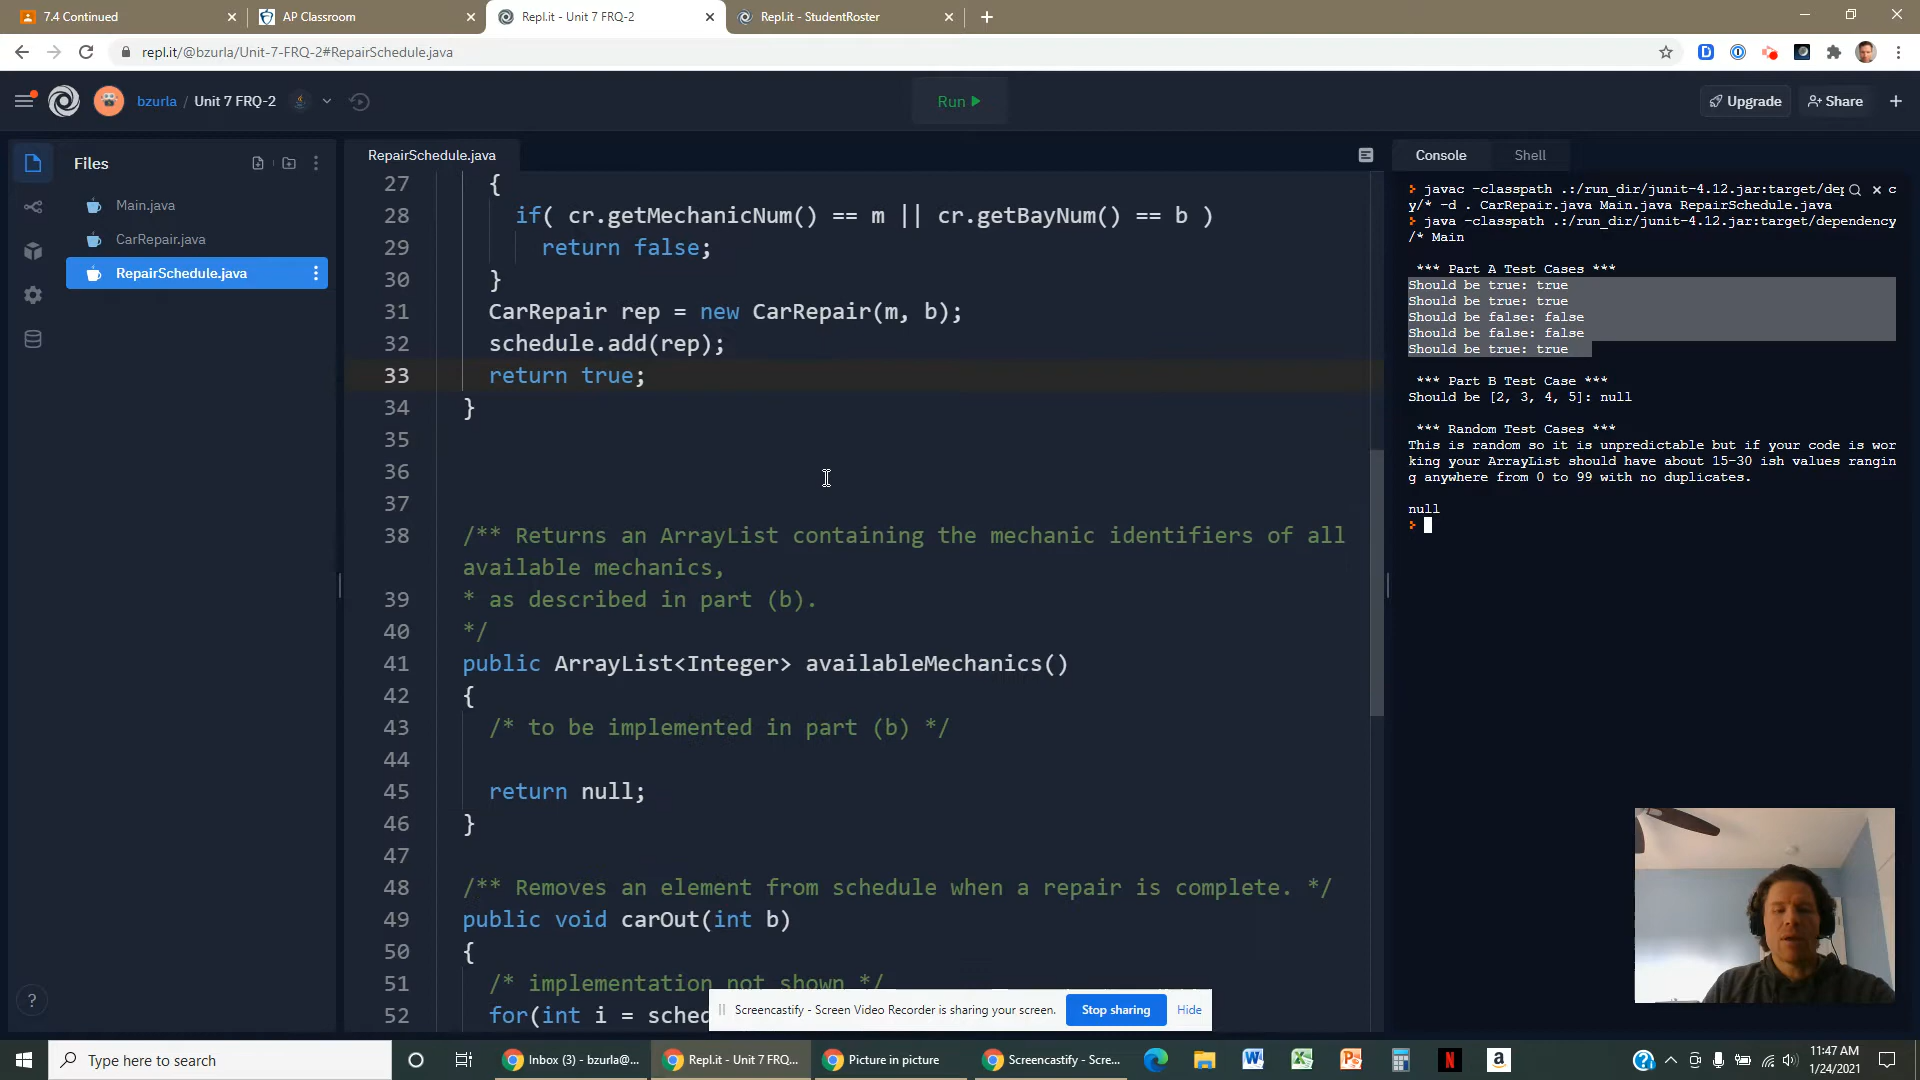 7.4 Continued
AP Classroom
Repl.it - Unit 7 FRQ-2
Repl.it - StudentRoster
repl.it/@bzurla/Unit-7-FRQ-2#RepairSchedule.java
bzurla / Unit 7 FRQ-2
Run
Upgrade
Share
Files
Main.java
CarRepair.java
RepairSchedule.java
RepairSchedule.java
27 {
28 if( cr.getMechanicNum() == m || cr.getBayNum() == b )
29 return false;
30 }
31 CarRepair rep = new CarRepair(m, b);
32 schedule.add(rep);
33 return true;
34 }
35
36
37
38 /** Returns an ArrayList containing the mechanic identifiers of all
available mechanics,
39 * as described in part (b).
40 */
41 public ArrayList<Integer> availableMechanics()
42 {
43 /* to be implemented in part (b) */
44
45 return null;
46 }
47
48 /** Removes an element from schedule when a repair is complete. */
49 public void carOut(int b)
50 {
51 /* implementation not shown */
52 for(int i = sched
Console
Shell
javac -classpath .:/run_dir/junit-4.12.jar:target/dep c
y/* -d . CarRepair.java Main.java RepairSchedule.java
java -classpath .:/run_dir/junit-4.12.jar:target/dependency
/* Main
*** Part A Test Cases ***
Should be true: true
Should be true: true
Should be false: false
Should be false: false
Should be true: true
*** Part B Test Case ***
Should be [2, 3, 4, 5]: null
*** Random Test Cases ***
This is random so it is unpredictable but if your code is wor
king your ArrayList should have about 15-30 ish values rangin
g anywhere from 0 to 99 with no duplicates.
null
Screencastify - Screen Video Recorder is sharing your screen.
Stop sharing
Hide
Type here to search
Inbox (3) - bzurla@...
Repl.it - Unit 7 FRQ...
Picture in picture
Screencastify - Scre...
11:47 AM
1/24/2021